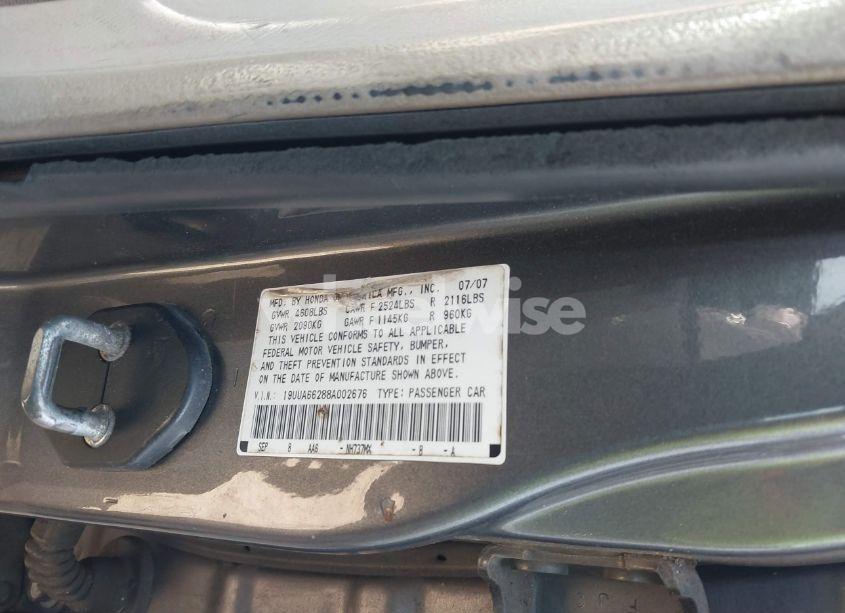 MFD. BY HONDA OF AMERICA MFG., INC. 07/07
GVWR 4608LBS GAWR F 2524LBS R 2116LBS
GVWR 2090KG GAWR F 1145KG R 960KG
THIS VEHICLE CONFORMS TO ALL APPLICABLE
FEDERAL MOTOR VEHICLE SAFETY, BUMPER,
AND THEFT PREVENTION STANDARDS IN EFFECT
ON THE DATE OF MANUFACTURE SHOWN ABOVE.
V.I.N.: 19UUA66288A002676 TYPE: PASSENGER CAR
SEP 8 AA6 -NH737MX -B -A